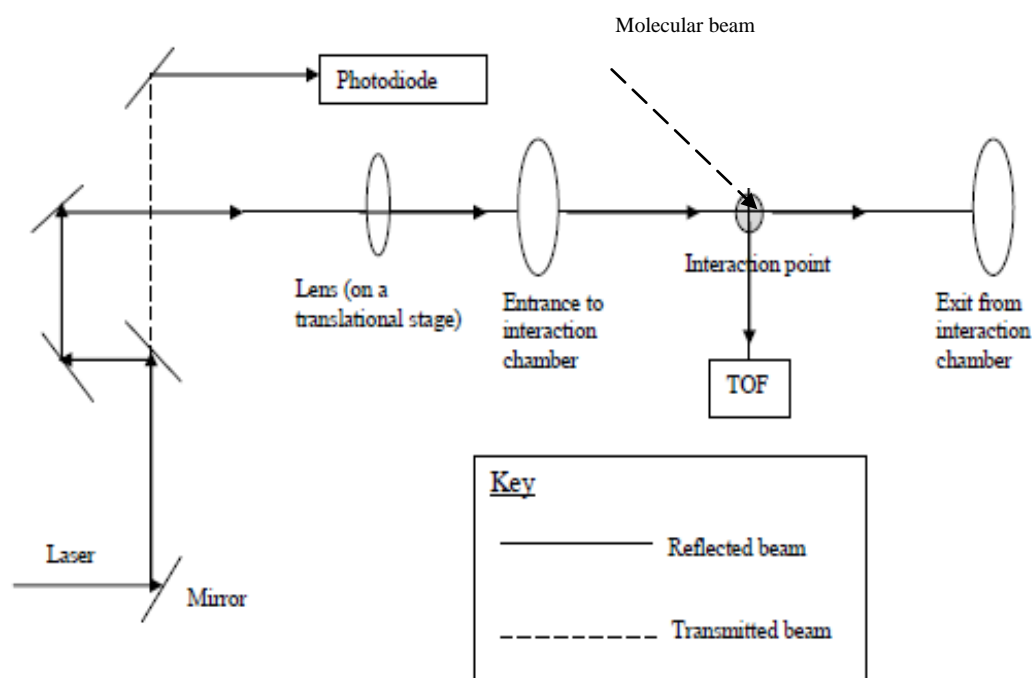 Molecular beam
Photodiode
Lens (on a
translational stage)
Entrance to
interaction
chamber
Interaction point
Exit from
interaction
chamber
TOF
Key
Reflected beam
Transmitted beam
Laser
Mirror